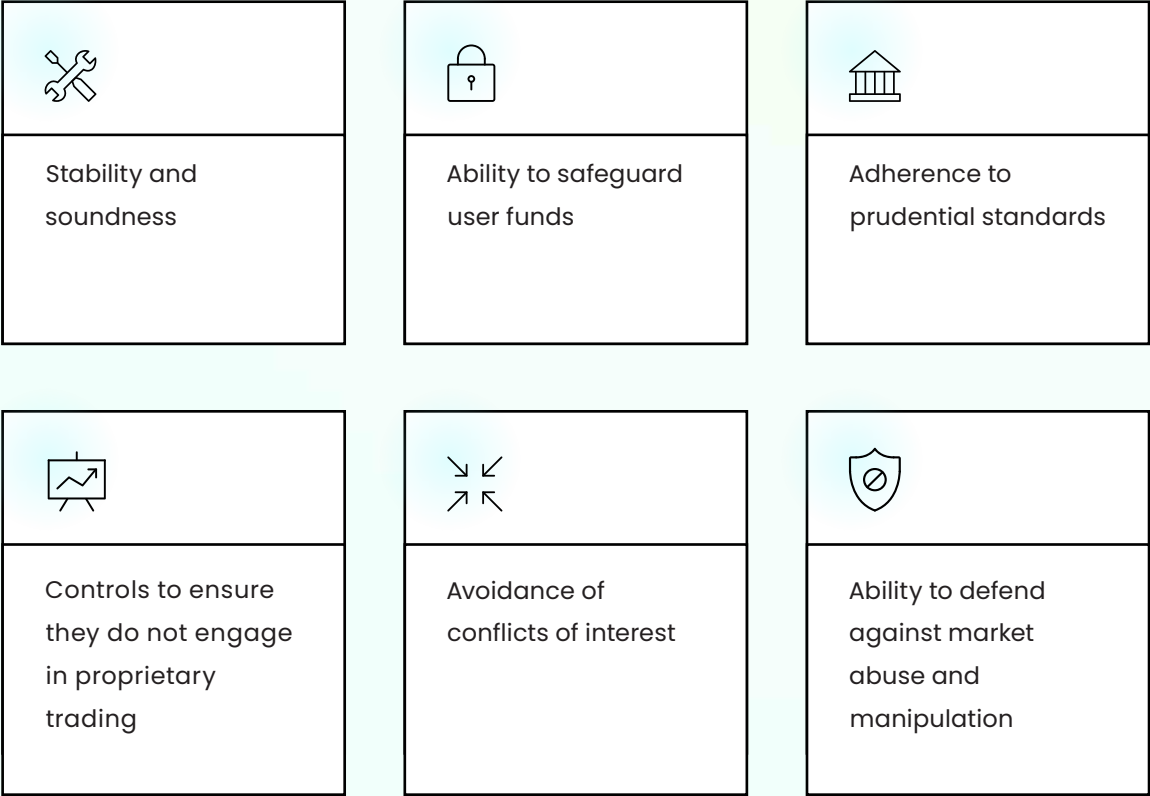 Stability and
soundness
Ability to safeguard
user funds
Adherence to
prudential standards
Controls to ensure
they do not engage
in proprietary
trading
Avoidance of
conflicts of interest
Ability to defend
against market
abuse and
manipulation